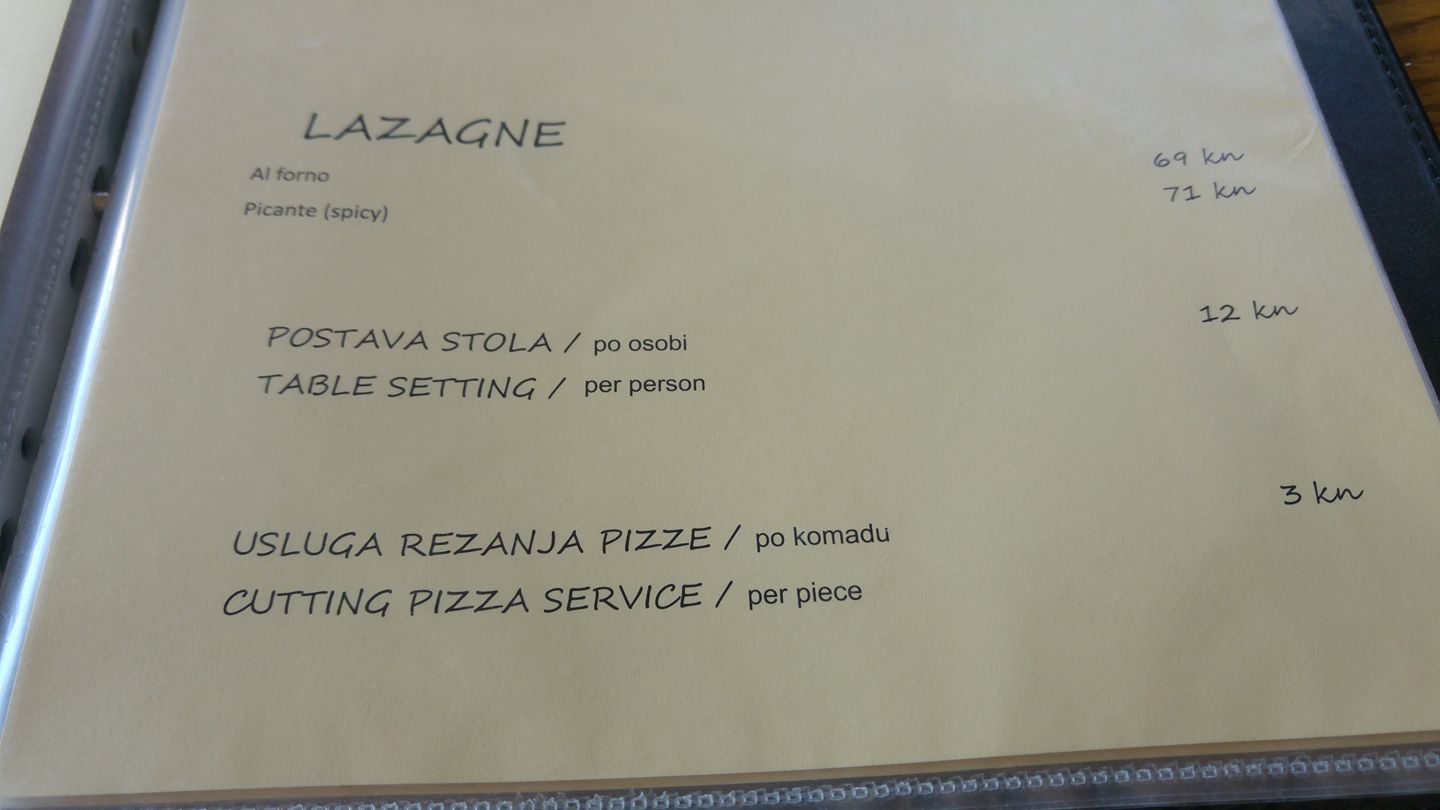 LAZAGNE
Al forno 69 kn
Picante (spicy) 71 kn
POSTAVA STOLA / po osobi 12 kn
TABLE SETTING / per person
USLUGA REZANJA PIZZE / po komadu 3 kn
CUTTING PIZZA SERVICE / per piece